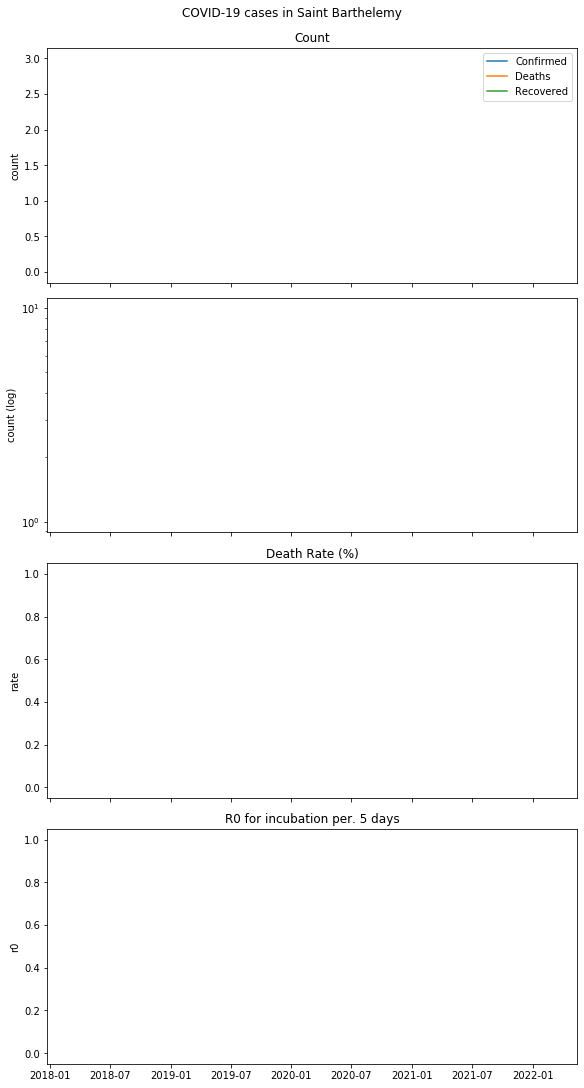 COVID-19 cases in Saint Barthelemy
Count
Confirmed
Deaths
Recovered
3.0
2.5
2.0
1.5
1.0
0.5
0.0
count
10¹
10⁰
count (log)
Death Rate (%)
1.0
0.8
0.6
0.4
0.2
0.0
rate
R0 for incubation per. 5 days
1.0
0.8
0.6
0.4
0.2
0.0
r0
2018-01 2018-07 2019-01 2019-07 2020-01 2020-07 2021-01 2021-07 2022-01